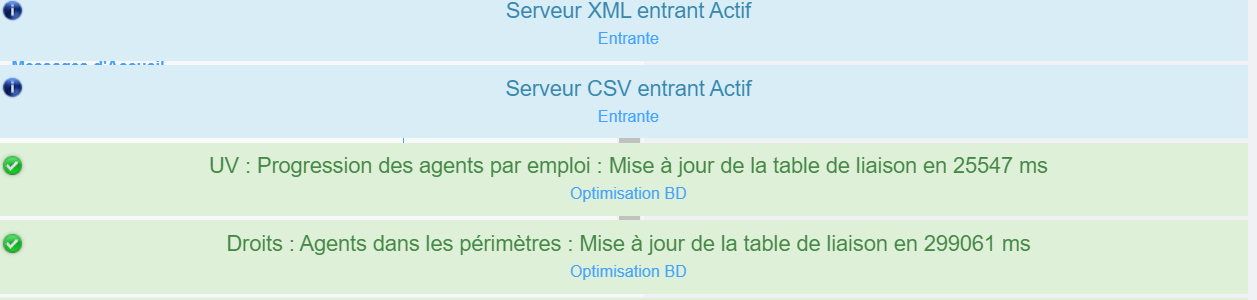 Serveur XML entrant Actif
Entrante
Messages d'Accueil
Serveur CSV entrant Actif
Entrante
UV : Progression des agents par emploi : Mise à jour de la table de liaison en 25547 ms
Optimisation BD
Droits : Agents dans les périmètres : Mise à jour de la table de liaison en 299061 ms
Optimisation BD